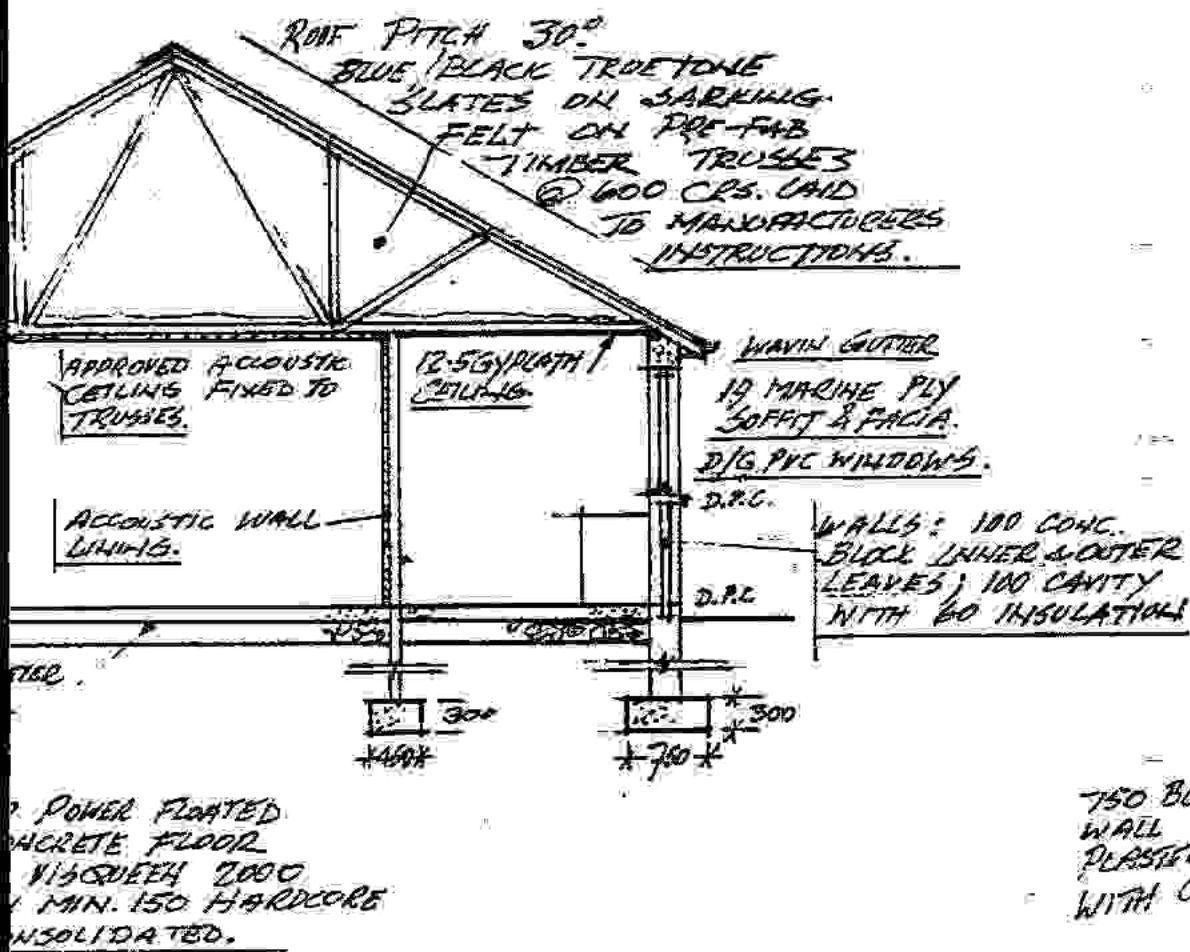 ROOF PITCH 30°
BLUE/BLACK TRUETONE
SLATES ON SARKING
FELT ON PRE-FAB
TIMBER TRUSSES
@ 600 CRS. LAID
TO MANUFACTURERS
INSTRUCTIONS.
APPROVED ACCOUSTIC
CEILING FIXED TO
TRUSSES.
12.5 GYPLATH
CEILING
WAVIN GUTTER
19 MARINE PLY
SOFFIT & FACIA.
D/G PVC WINDOWS.
D.P.C.
ACCOUSTIC WALL
LINING.
WALLS: 100 CONC.
BLOCK INNER & OUTER
LEAVES; 100 CAVITY
WITH 60 INSULATION
D.P.C
300
450
300
750
POWER FLOATED
ONCRETE FLOOR
VISQUEEN 2000
MIN. 150 HARDCORE
ONSOLIDATED.
750
WALL
PLASTE
WITH